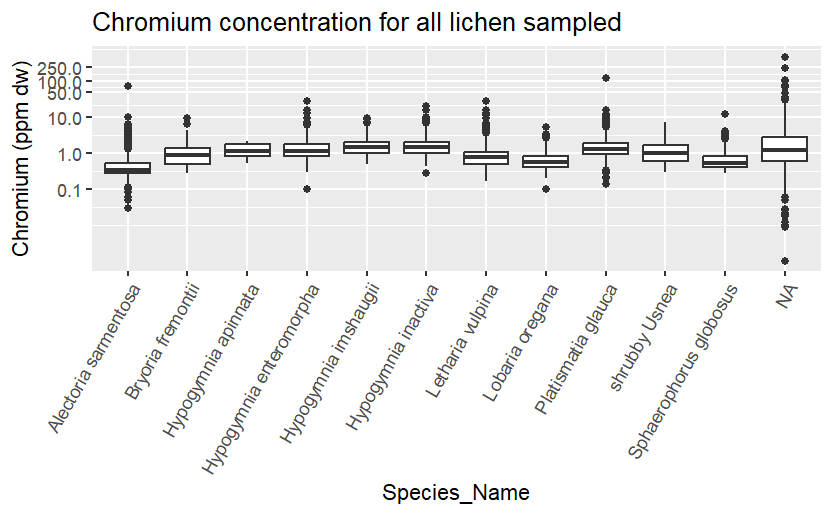 Chromium concentration for all lichen sampled
Chromium (ppm dw)
250.0
100.0
50.0
10.0
1.0
0.1
Alectoria sarmentosa
Bryoria fremontii
Hypogymnia apinnata
Hypogymnia enteromorpha
Hypogymnia imshaugii
Hypogymnia inactiva
Letharia vulpina
Lobaria oregana
Platismatia glauca
shrubby Usnea
Sphaerophorus globosus
NA
Species_Name